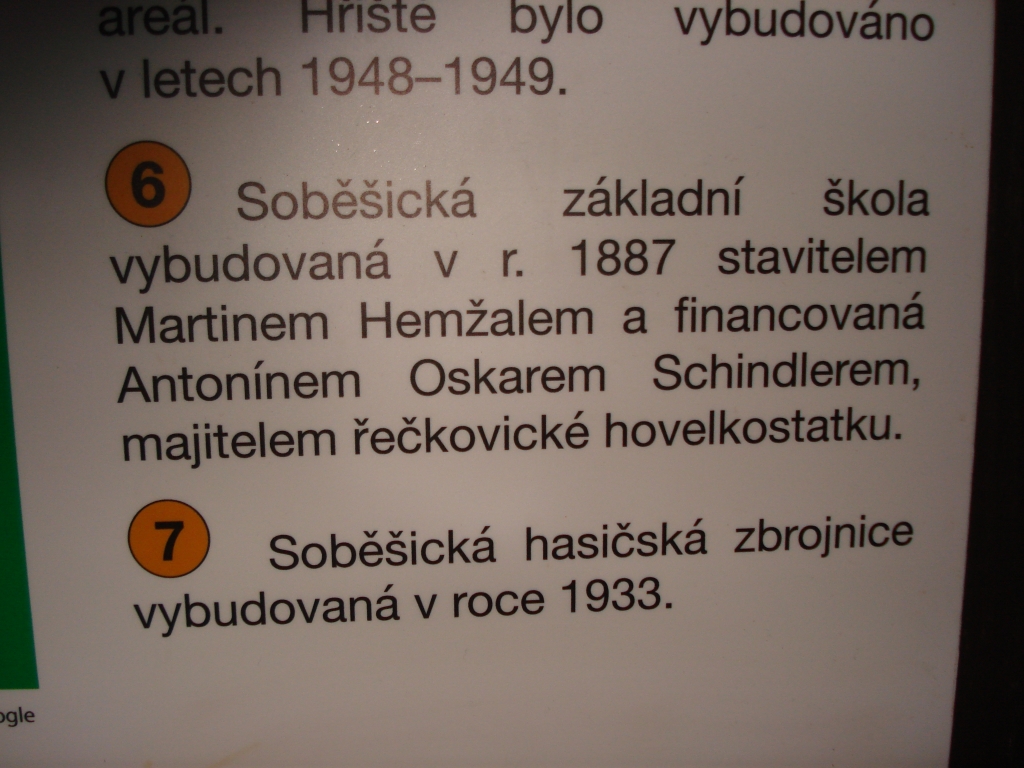 areál. Hřiště bylo vybudováno
v letech 1948–1949.
6 Soběšická základní škola
vybudovaná v r. 1887 stavitelem
Martinem Hemžalem a financovaná
Antonínem Oskarem Schindlerem,
majitelem řečkovické hovelkostatku.
7 Soběšická hasičská zbrojnice
vybudovaná v roce 1933.
ogle